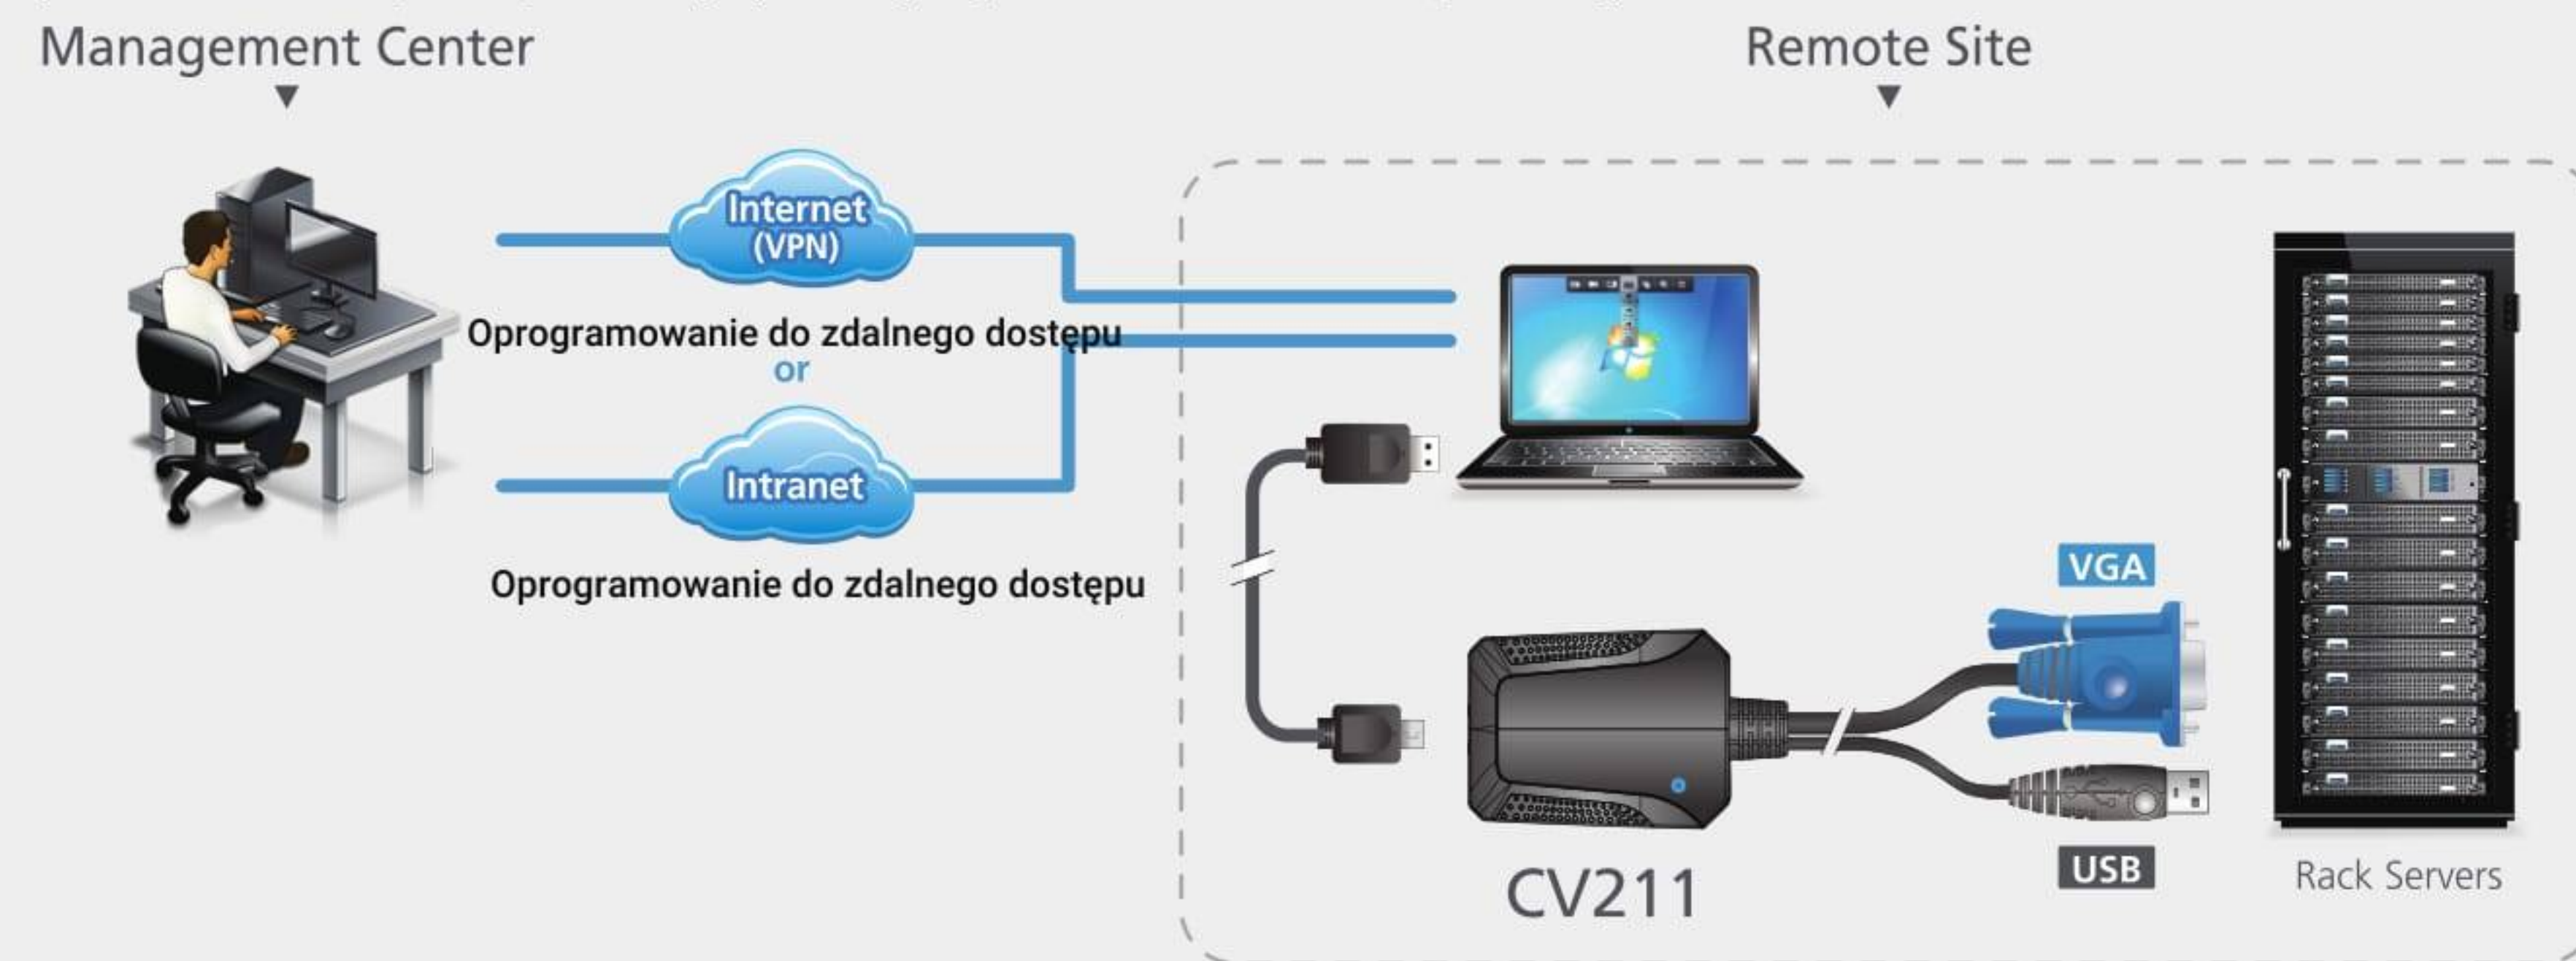 Management Center
Remote Site
Internet
(VPN)
Oprogramowanie do zdalnego dostępu
or
Intranet
Oprogramowanie do zdalnego dostępu
VGA
CV211
USB
Rack Servers